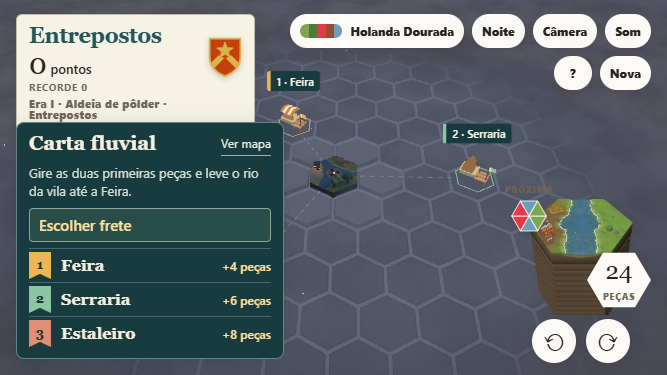 Entrepostos
0 pontos
RECORDE 0
Era I · Aldeia de pôlder ·
Entrepostos
Holanda Dourada
Noite
Câmera
Som
?
Nova
1 · Feira
2 · Serraria
Carta fluvial
Ver mapa
Gire as duas primeiras peças e leve o rio
da vila até a Feira.
Escolher frete
1 Feira +4 peças
2 Serraria +6 peças
3 Estaleiro +8 peças
PRÓXIMA
24
PEÇAS